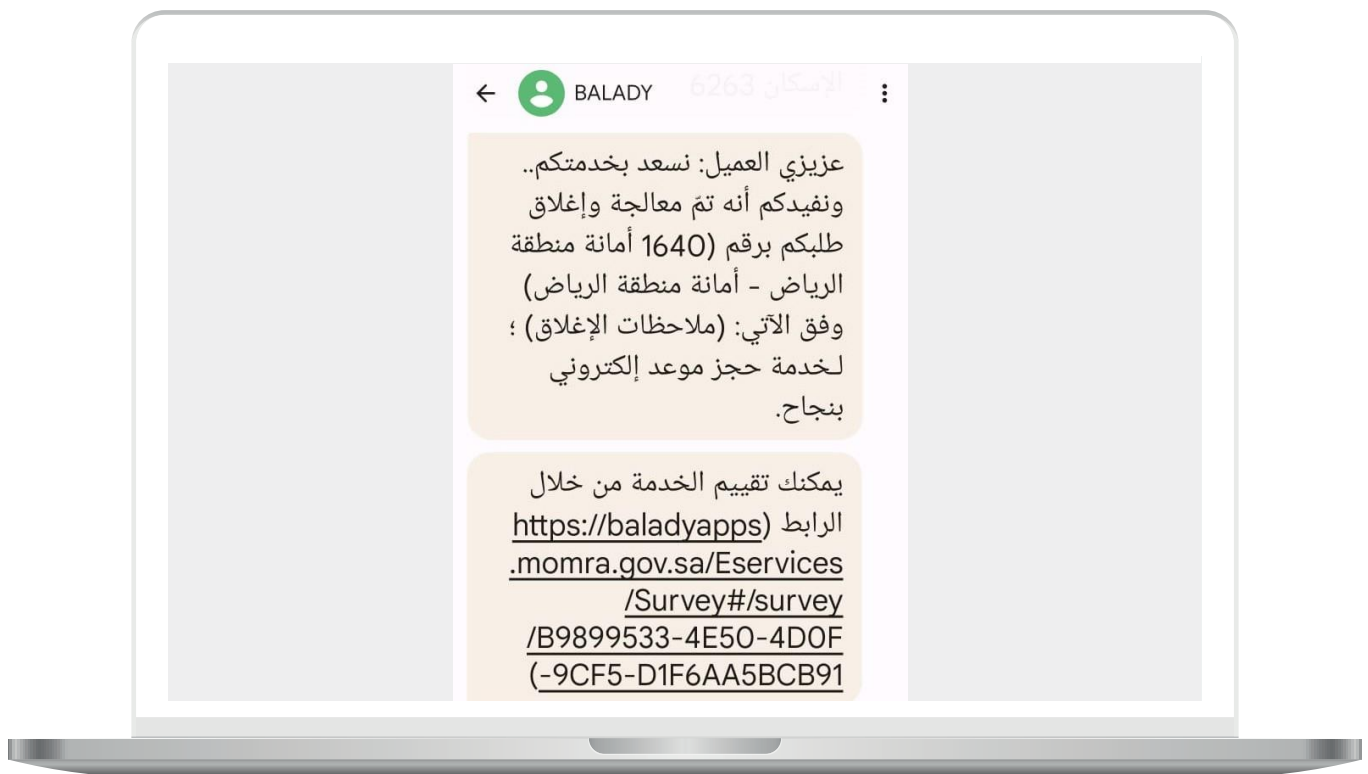 الإمكان 6263
BALADY
عزيزي العميل: نسعد بخدمتكم..
ونفيدكم أنه تمّ معالجة وإغلاق
طلبكم برقم (1640 أمانة منطقة
الرياض - أمانة منطقة الرياض)
وفق الآتي: (ملاحظات الإغلاق) ؛
لـخدمة حجز موعد إلكتروني
بنجاح.
يمكنك تقييم الخدمة من خلال
الرابط (https://baladyapps
.momra.gov.sa/Eservices
/Survey#/survey
/B9899533-4E50-4D0F
-9CF5-D1F6AA5BCB91)